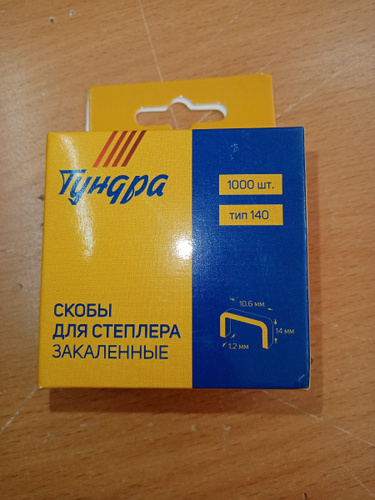 Тундра
1000 шт.
тип 140
СКОБЫ
ДЛЯ СТЕПЛЕРА
ЗАКАЛЕННЫЕ
10.6 мм
14 мм
1.2 мм